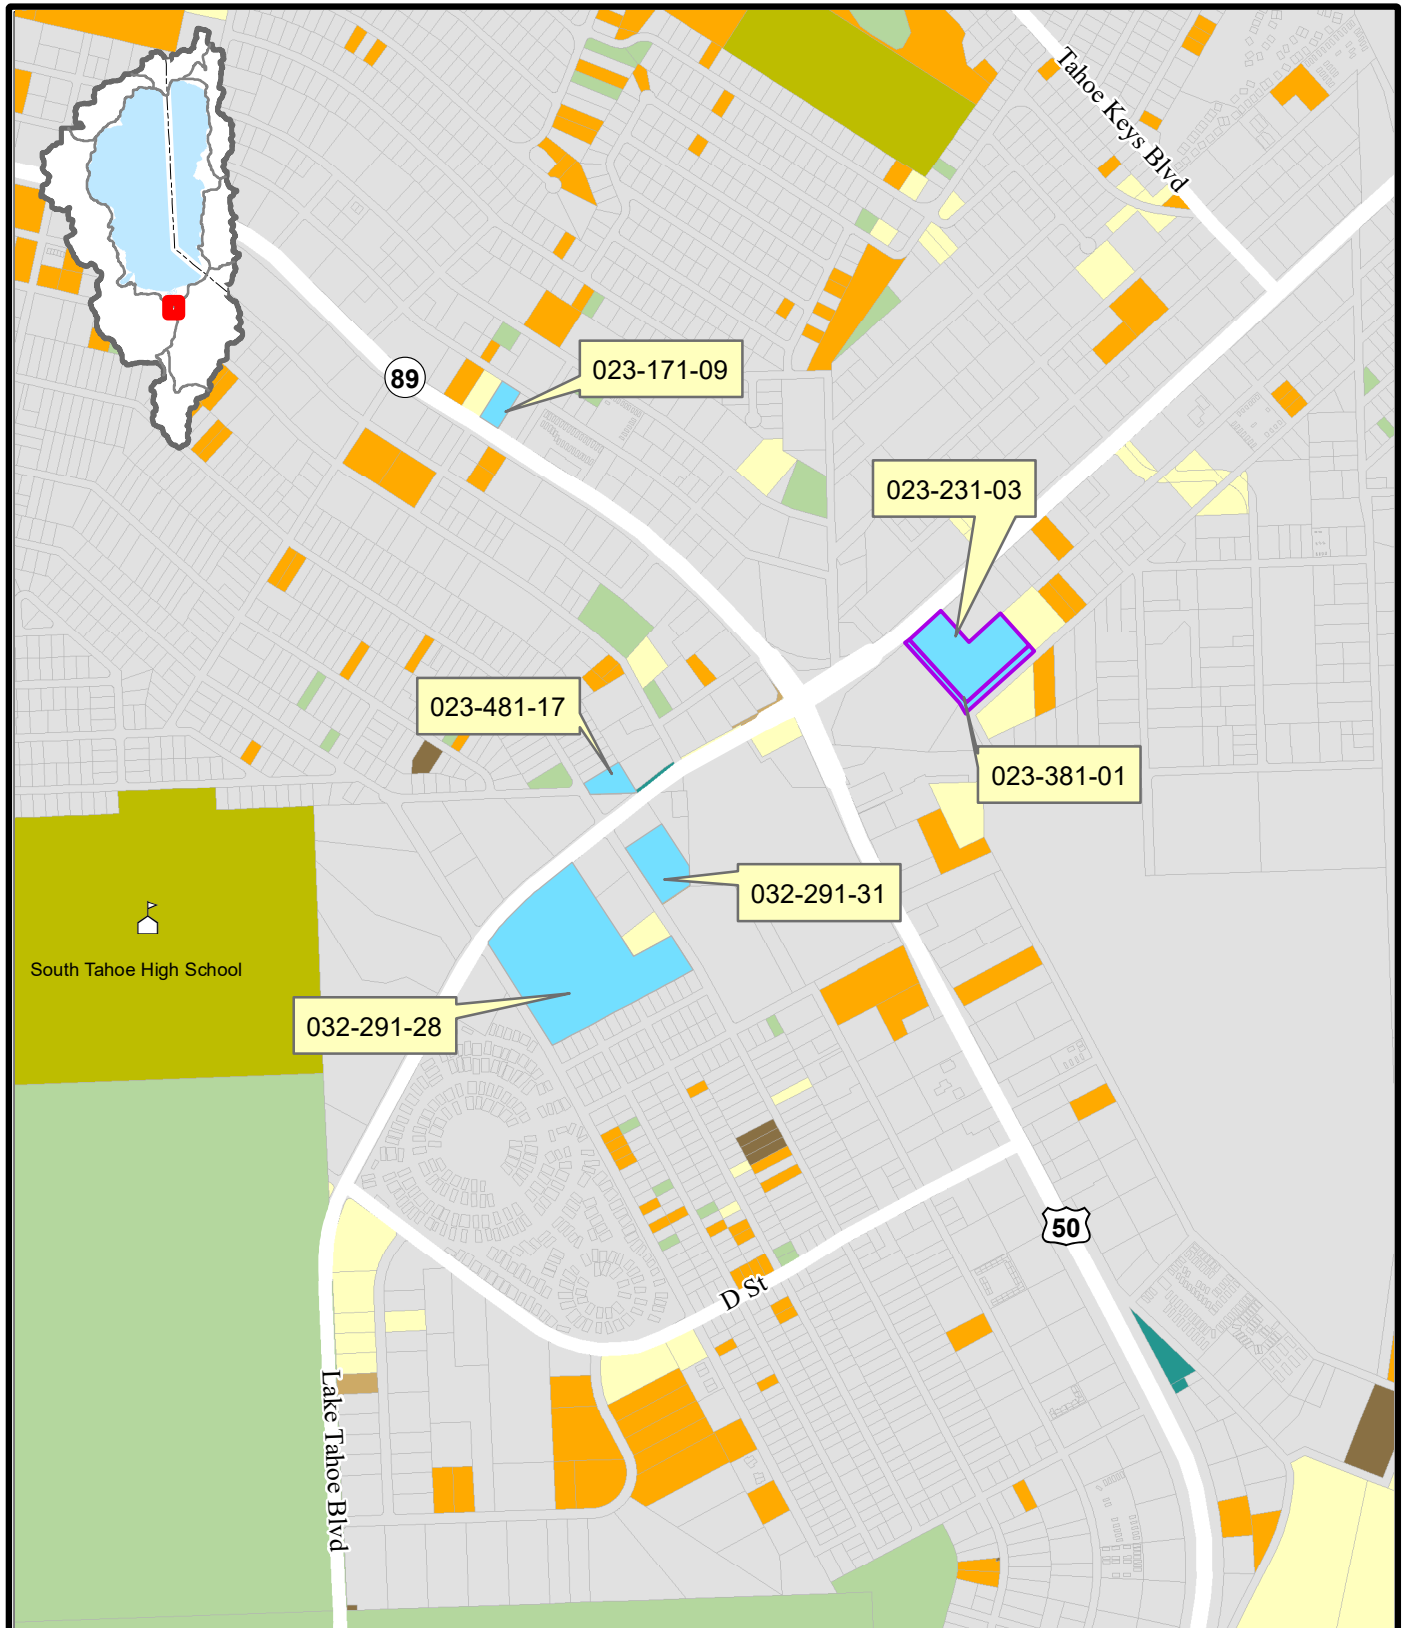 Tahoe Keys Blvd
023-171-09
89
023-231-03
023-481-17
023-381-01
032-291-31
South Tahoe High School
032-291-28
50
D St
Lake Tahoe Blvd